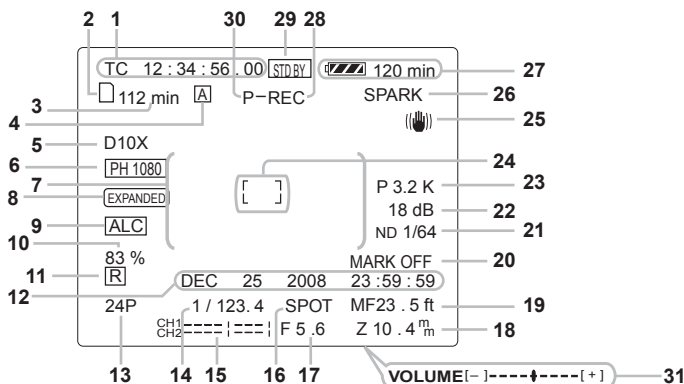 30 29 28
2 1
TC 12 : 34 : 56 . 00 STD BY 120 min 27
3 112 min A P-REC SPARK 26
4
25
5 D10X
6 PH 1080 24
7
8 EXPANDED P 3.2 K 23
18 dB 22
9 ALC ND 1/64 21
10 83 % MARK OFF 20
11 R
12 DEC 25 2008 23 : 59 : 59
24P 1 / 123. 4 SPOT MF23 . 5 ft 19
CH1
CH2 F 5 .6 Z 10 . 4 m m 18
13 14 15 16 17
VOLUME [ – ] - - - - - - - - [ + ] 31